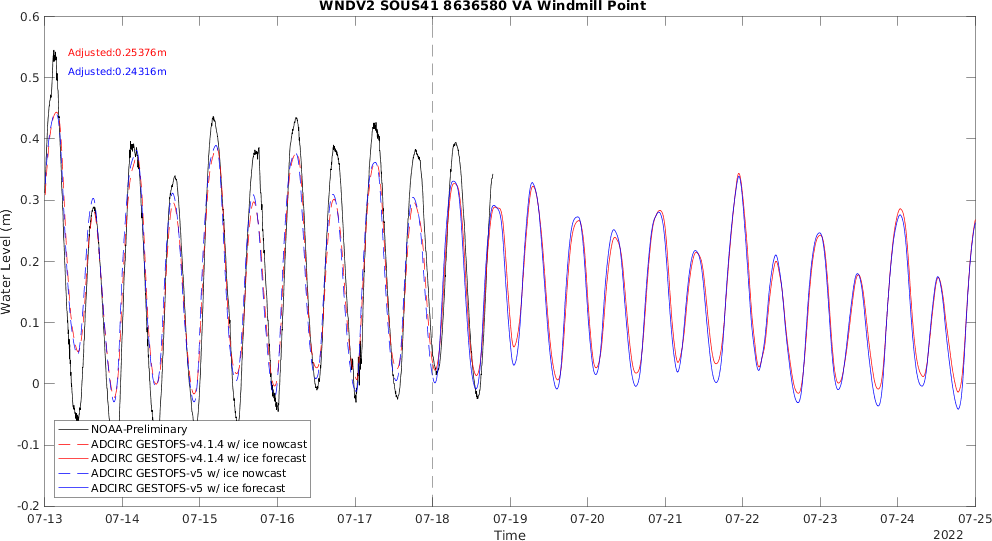 WNDV2 SOUS41 8636580 VA Windmill Point
Adjusted:0.25376m
Adjusted:0.24316m
Water Level (m)
0.6
0.5
0.4
0.3
0.2
0.1
0
-0.1
-0.2
NOAA-Preliminary
ADCIRC GESTOFS-v4.1.4 w/ ice nowcast
ADCIRC GESTOFS-v4.1.4 w/ ice forecast
ADCIRC GESTOFS-v5 w/ ice nowcast
ADCIRC GESTOFS-v5 w/ ice forecast
07-13 07-14 07-15 07-16 07-17 07-18 07-19 07-20 07-21 07-22 07-23 07-24 07-25
Time
2022